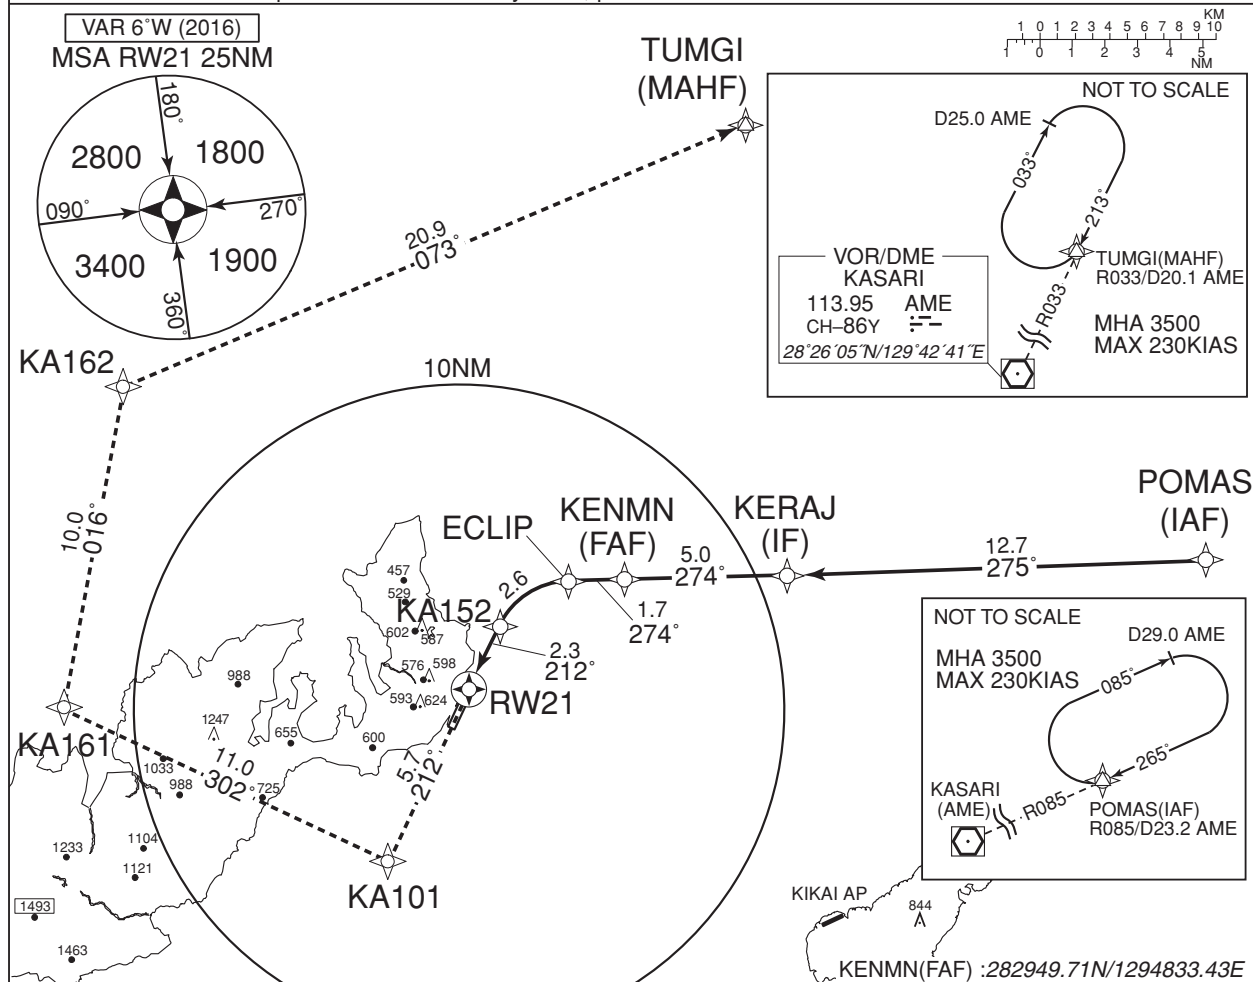 VAR 6°W (2016)
MSA RW21 25NM
180°
2800
1800
090°
270°
3400
1900
360°
TUMGI
(MAHF)
1 0 1 2 3 4 5 6 7 8 9 10
KM
1 0 1 2 3 4 5
NM
NOT TO SCALE
D25.0 AME
033°
213°
TUMGI(MAHF)
R033/D20.1 AME
R033
MHA 3500
MAX 230KIAS
VOR/DME
KASARI
113.95 AME
CH–86Y
28°26´05˝N/129°42´41˝E
20.9
073°
KA162
10NM
10.0
016°
ECLIP
KENMN
(FAF)
KERAJ
(IF)
POMAS
(IAF)
5.0
274°
12.7
275°
1.7
274°
2.6
KA152
2.3
212°
RW21
457
529
602
587
576
598
593
624
988
1247
655
600
KA161
11.0
302°
1033
988
725
5.7
212°
KA101
1104
1233
1121
1493
1463
NOT TO SCALE
D29.0 AME
MHA 3500
MAX 230KIAS
085°
265°
KASARI
(AME)
R085
POMAS(IAF)
R085/D23.2 AME
KIKAI AP
844
KENMN(FAF) :282949.71N/1294833.43E